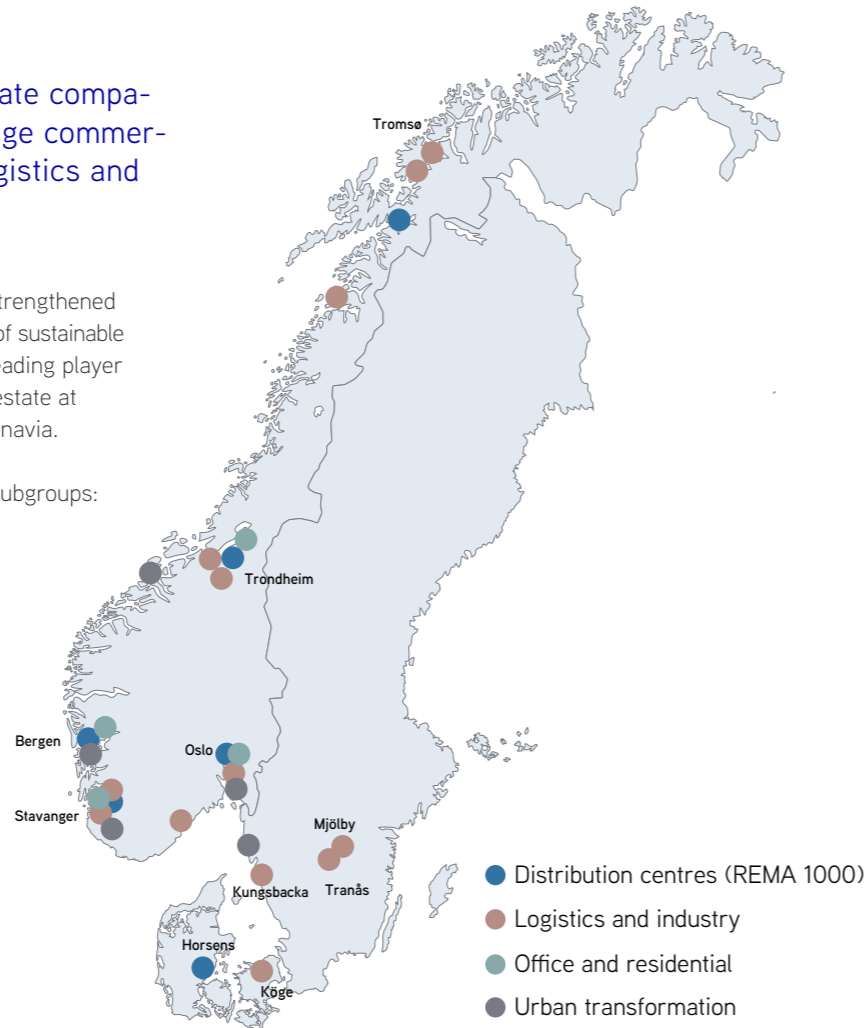 ate compa-
ge commer-
gistics and
trengthened
of sustainable
eading player
estate at
navia.
ubgroups:
Tromsø
Trondheim
Bergen
Oslo
Stavanger
Mjölby
Kungsbacka
Tranås
Horsens
Köge
Distribution centres (REMA 1000)
Logistics and industry
Office and residential
Urban transformation